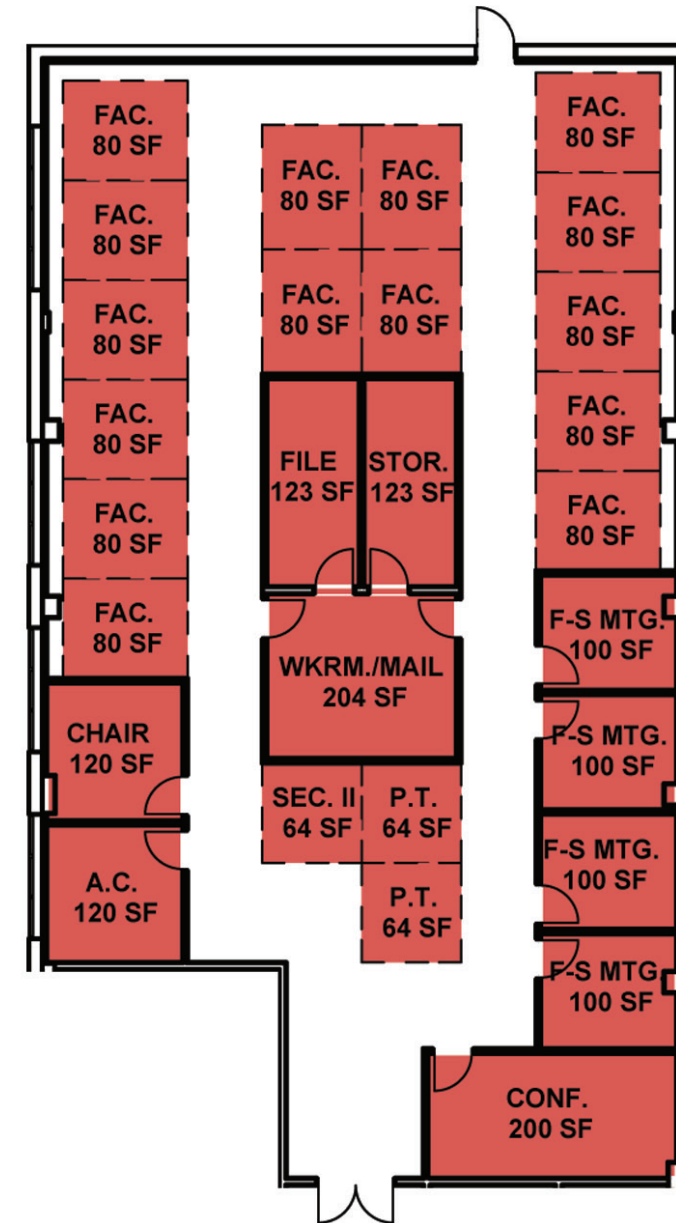 FAC.
80 SF
FAC.
80 SF
FAC.
80 SF
FAC.
80 SF
FAC.
80 SF
FAC.
80 SF
CHAIR
120 SF
A.C.
120 SF
FAC.
80 SF
FAC.
80 SF
FAC.
80 SF
FAC.
80 SF
FILE
123 SF
STOR.
123 SF
WKRM./MAIL
204 SF
SEC. II
64 SF
P.T.
64 SF
P.T.
64 SF
FAC.
80 SF
FAC.
80 SF
FAC.
80 SF
FAC.
80 SF
FAC.
80 SF
F-S MTG.
100 SF
F-S MTG.
100 SF
F-S MTG.
100 SF
F-S MTG.
100 SF
CONF.
200 SF